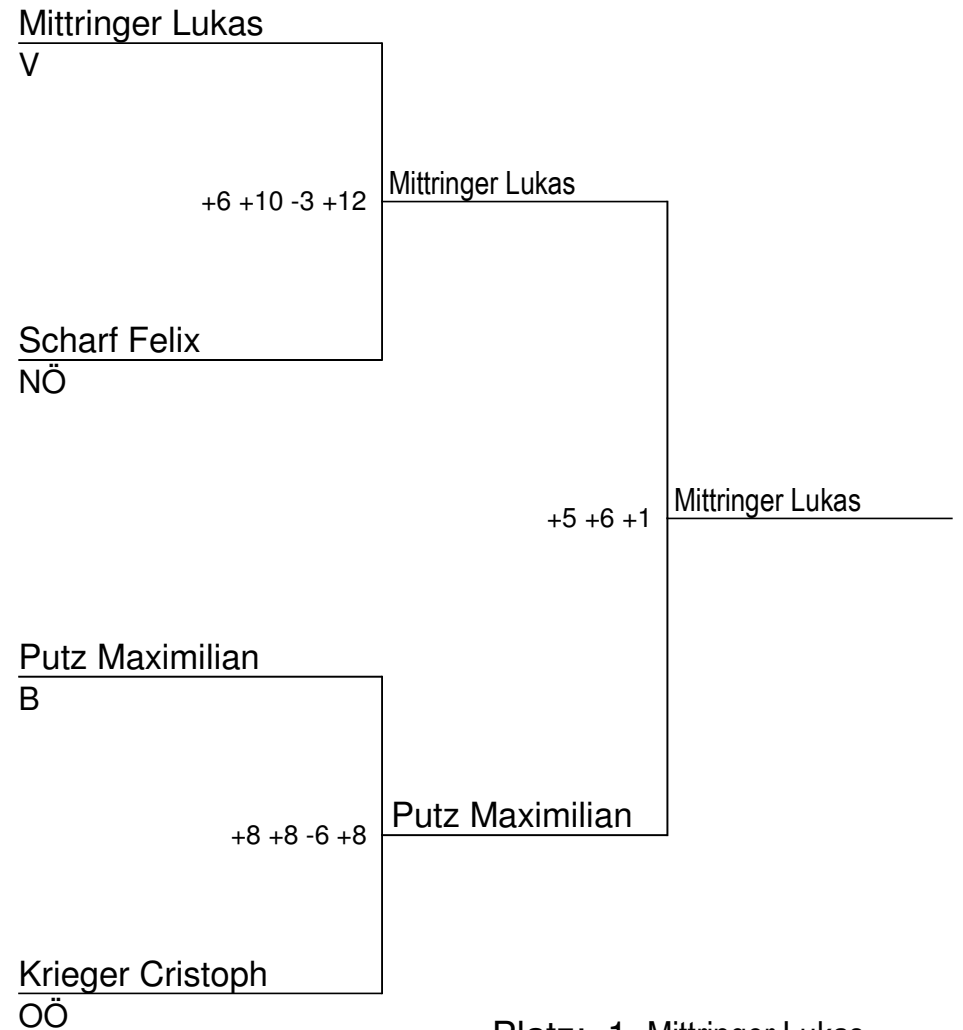 Mittringer Lukas
V
+6 +10 -3 +12
Mittringer Lukas
Scharf Felix
NÖ
+5 +6 +1
Mittringer Lukas
Putz Maximilian
B
+8 +8 -6 +8
Putz Maximilian
Krieger Cristoph
OÖ
Platz: 1 Mittringer Lukas